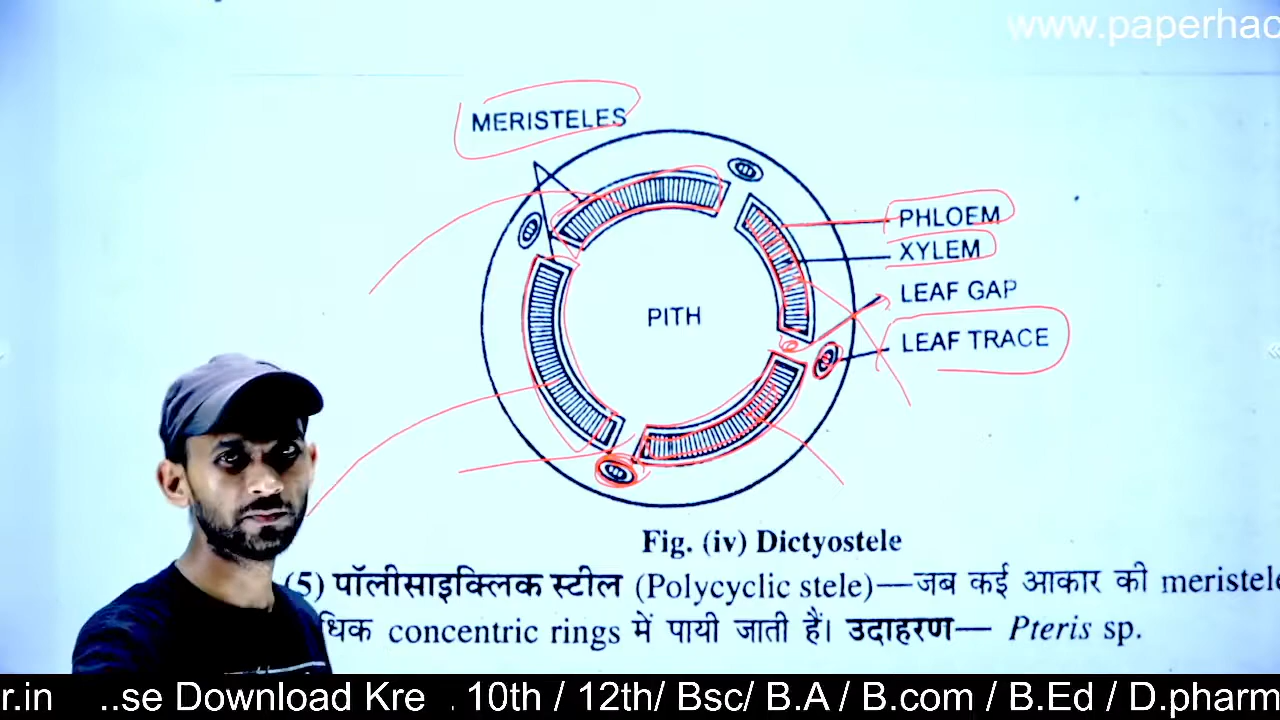 www.paperhac
MERISTELES
PHLOEM
XYLEM
LEAF GAP
PITH
LEAF TRACE
Fig. (iv) Dictyostele
(5) पॉलीसाइक्लिक स्टील (Polycyclic stele)—जब कई आकार की meristele
धिक concentric rings में पायी जाती हैं। उदाहरण— Pteris sp.
r.in ..se Download Kre . 10th / 12th/ Bsc/ B.A / B.com / B.Ed / D.pharm